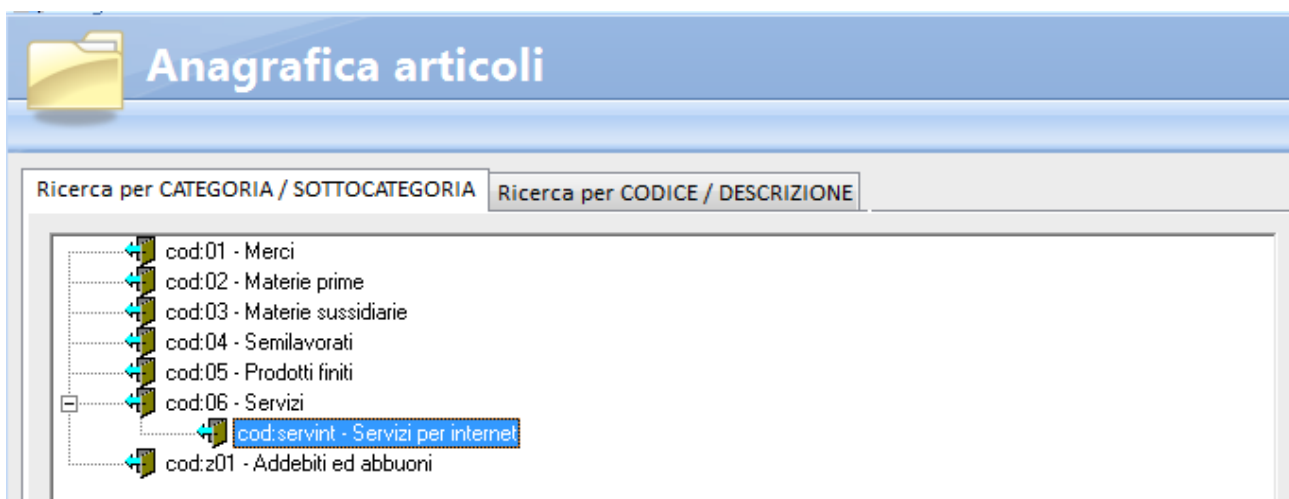 Anagrafica articoli
Ricerca per CATEGORIA / SOTTOCATEGORIA Ricerca per CODICE / DESCRIZIONE
cod:01 - Merci
cod:02 - Materie prime
cod:03 - Materie sussidiarie
cod:04 - Semilavorati
cod:05 - Prodotti finiti
cod:06 - Servizi
cod:servint - Servizi per internet
cod:z01 - Addebiti ed abbuoni